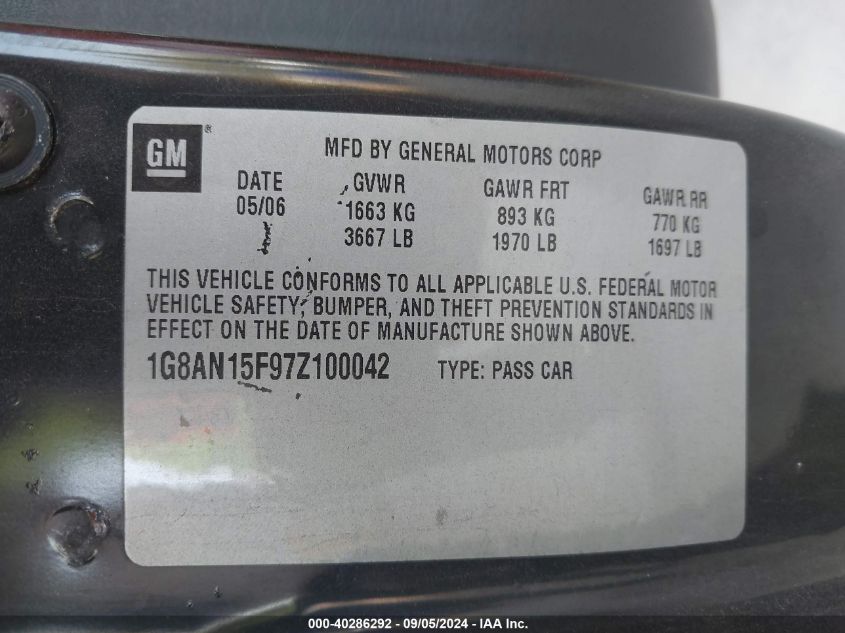 GM®
MFD BY GENERAL MOTORS CORP
DATE GVWR GAWR FRT GAWR RR
05/06 1663 KG 893 KG 770 KG
3667 LB 1970 LB 1697 LB
THIS VEHICLE CONFORMS TO ALL APPLICABLE U.S. FEDERAL MOTOR
VEHICLE SAFETY, BUMPER, AND THEFT PREVENTION STANDARDS IN
EFFECT ON THE DATE OF MANUFACTURE SHOWN ABOVE.
1G8AN15F97Z100042 TYPE: PASS CAR
000-40286292 - 09/05/2024 - IAA Inc.